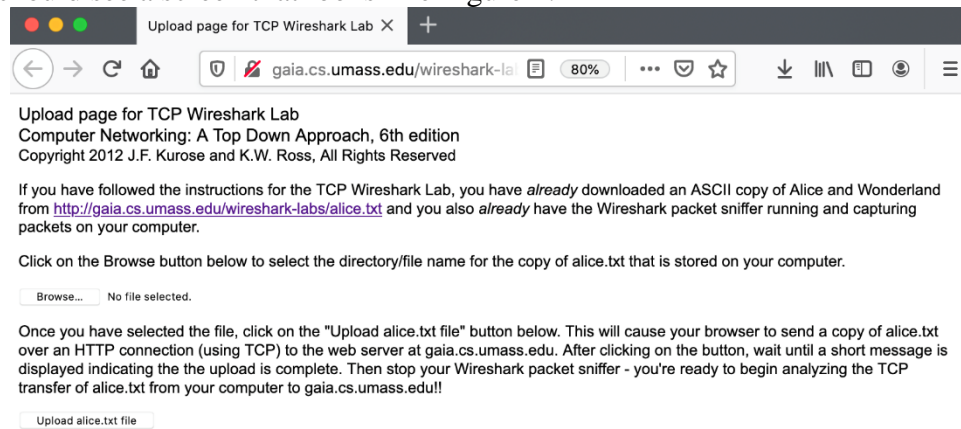 Upload page for TCP Wireshark Lab
gaia.cs.umass.edu/wireshark-la 80%
Upload page for TCP Wireshark Lab
Computer Networking: A Top Down Approach, 6th edition
Copyright 2012 J.F. Kurose and K.W. Ross, All Rights Reserved
If you have followed the instructions for the TCP Wireshark Lab, you have already downloaded an ASCII copy of Alice and Wonderland
from http://gaia.cs.umass.edu/wireshark-labs/alice.txt and you also already have the Wireshark packet sniffer running and capturing
packets on your computer.
Click on the Browse button below to select the directory/file name for the copy of alice.txt that is stored on your computer.
Browse... No file selected.
Once you have selected the file, click on the "Upload alice.txt file" button below. This will cause your browser to send a copy of alice.txt
over an HTTP connection (using TCP) to the web server at gaia.cs.umass.edu. After clicking on the button, wait until a short message is
displayed indicating the the upload is complete. Then stop your Wireshark packet sniffer - you're ready to begin analyzing the TCP
transfer of alice.txt from your computer to gaia.cs.umass.edu!!
Upload alice.txt file